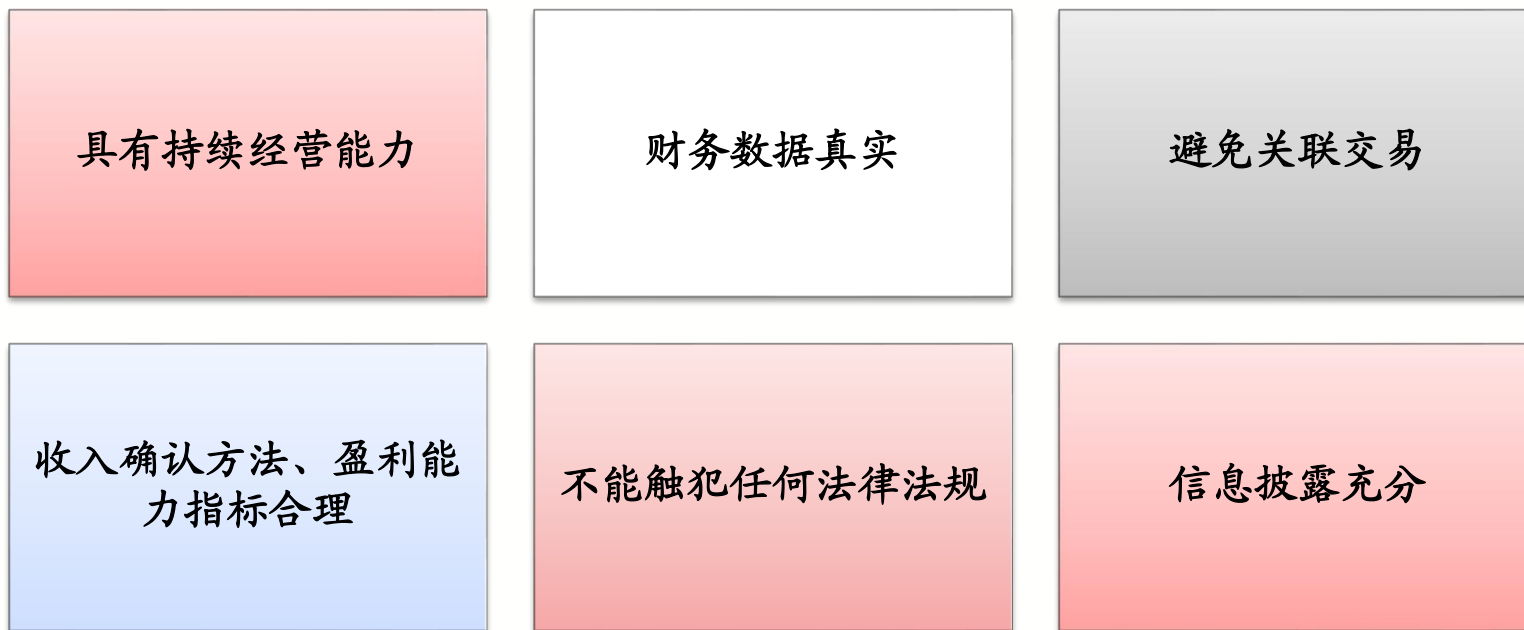 具有持续经营能力
财务数据真实
避免关联交易
收入确认方法、盈利能
力指标合理
不能触犯任何法律法规
信息披露充分